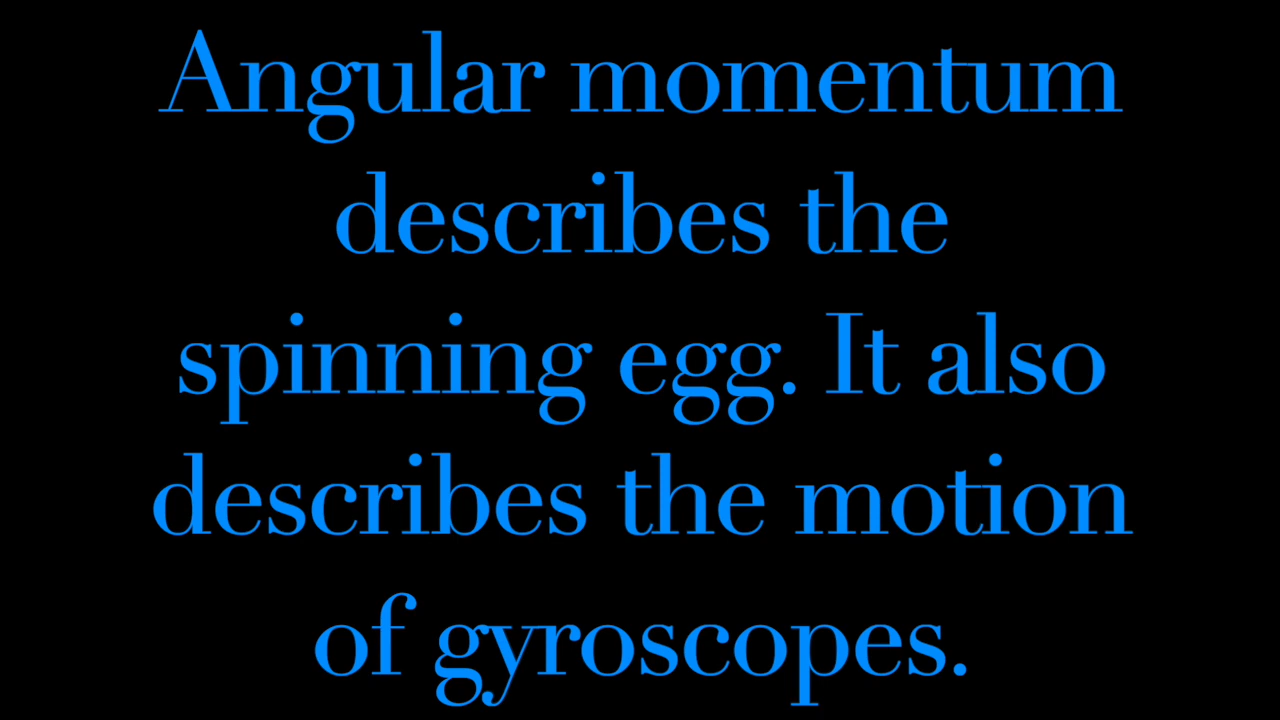 Angular momentum
describes the
spinning egg. It also
describes the motion
of gyroscopes.